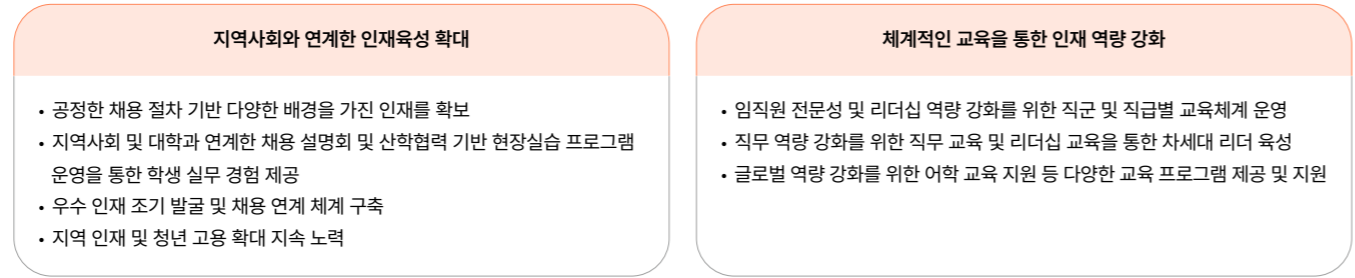 지역사회와 연계한 인재육성 확대
• 공정한 채용 절차 기반 다양한 배경을 가진 인재를 확보
• 지역사회 및 대학과 연계한 채용 설명회 및 산학협력 기반 현장실습 프로그램
운영을 통한 학생 실무 경험 제공
• 우수 인재 조기 발굴 및 채용 연계 체계 구축
• 지역 인재 및 청년 고용 확대 지속 노력
체계적인 교육을 통한 인재 역량 강화
• 임직원 전문성 및 리더십 역량 강화를 위한 직군 및 직급별 교육체계 운영
• 직무 역량 강화를 위한 직무 교육 및 리더십 교육을 통한 차세대 리더 육성
• 글로벌 역량 강화를 위한 어학 교육 지원 등 다양한 교육 프로그램 제공 및 지원